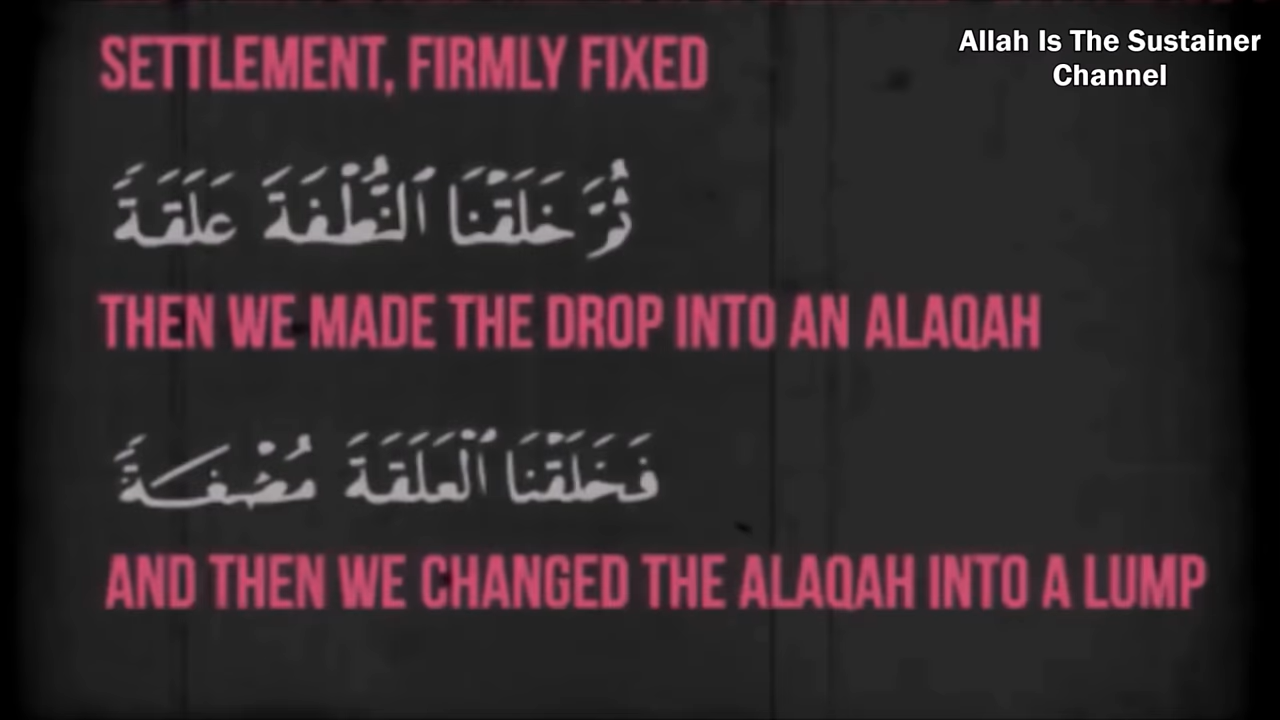 SETTLEMENT, FIRMLY FIXED
Allah Is The Sustainer
Channel
ثُمَّ خَلَقْنَا ٱلنُّطْفَةَ عَلَقَةً
THEN WE MADE THE DROP INTO AN ALAQAH
فَخَلَقْنَا ٱلْعَلَقَةَ مُضْغَةً
AND THEN WE CHANGED THE ALAQAH INTO A LUMP